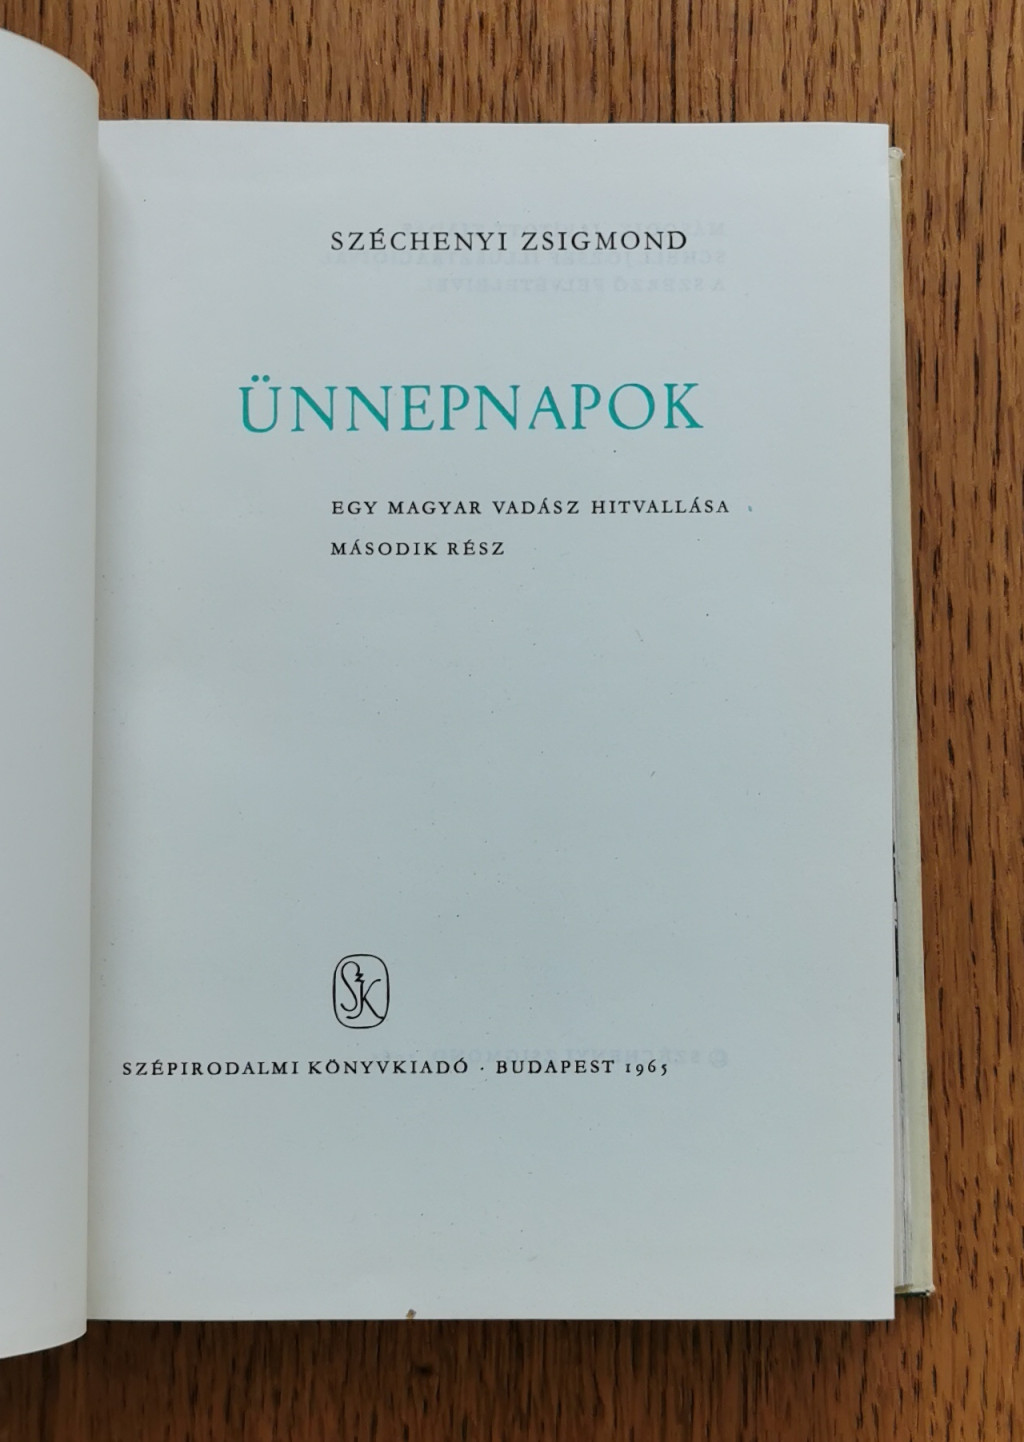 SZÉCHENYI ZSIGMOND
ÜNNEPNAPOK
EGY MAGYAR VADÁSZ HITVALLÁSA
MÁSODIK RÉSZ
SzK
SZÉPIRODALMI KÖNYVKIADÓ · BUDAPEST 1965